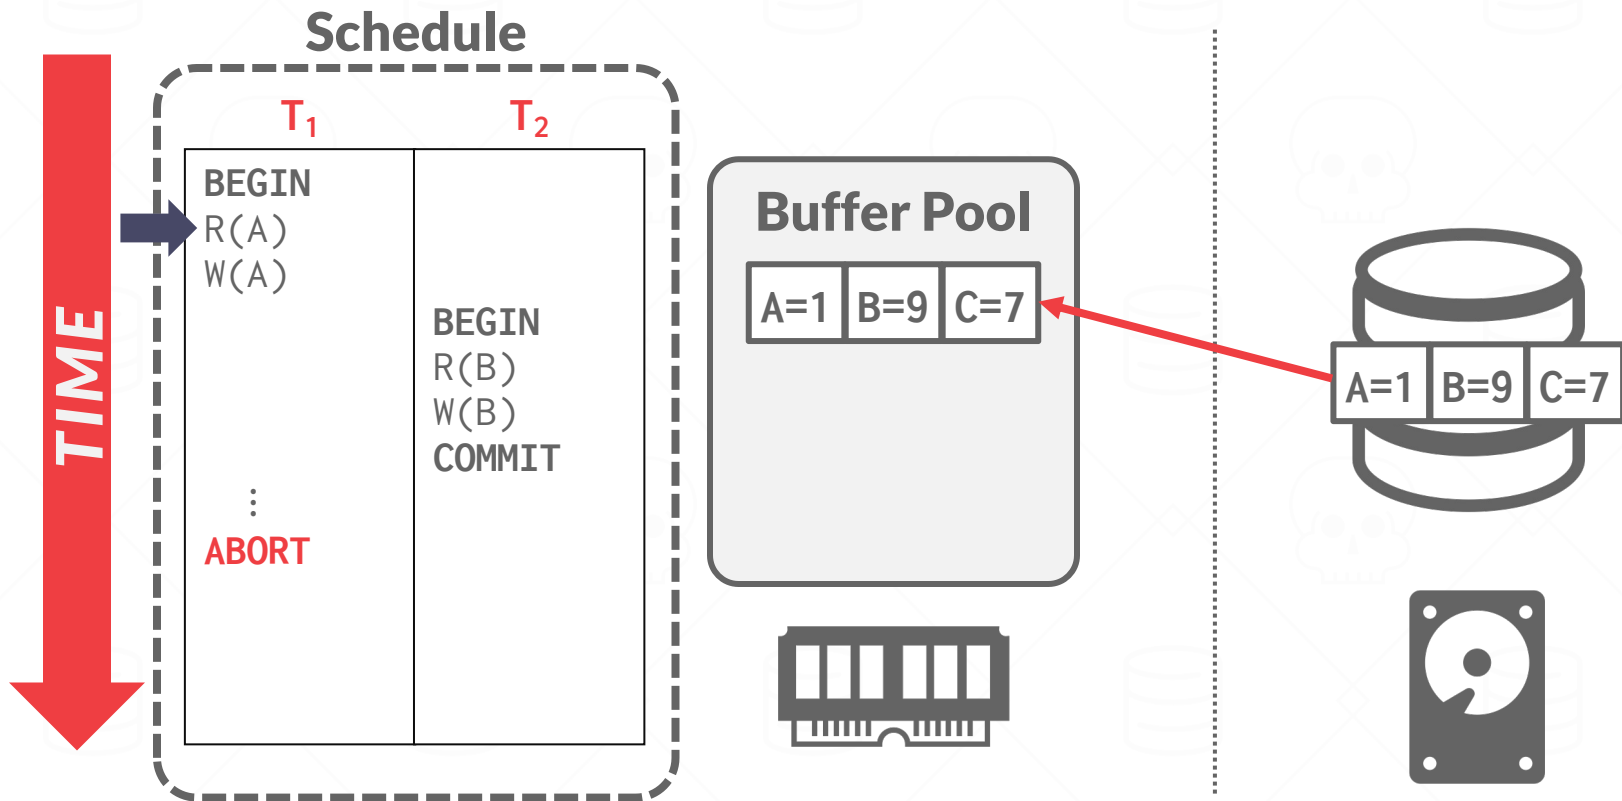 Schedule
TIME
T1
T2
BEGIN
R(A)
W(A)
BEGIN
R(B)
W(B)
COMMIT
⋮
ABORT
Buffer Pool
A=1 B=9 C=7
A=1 B=9 C=7